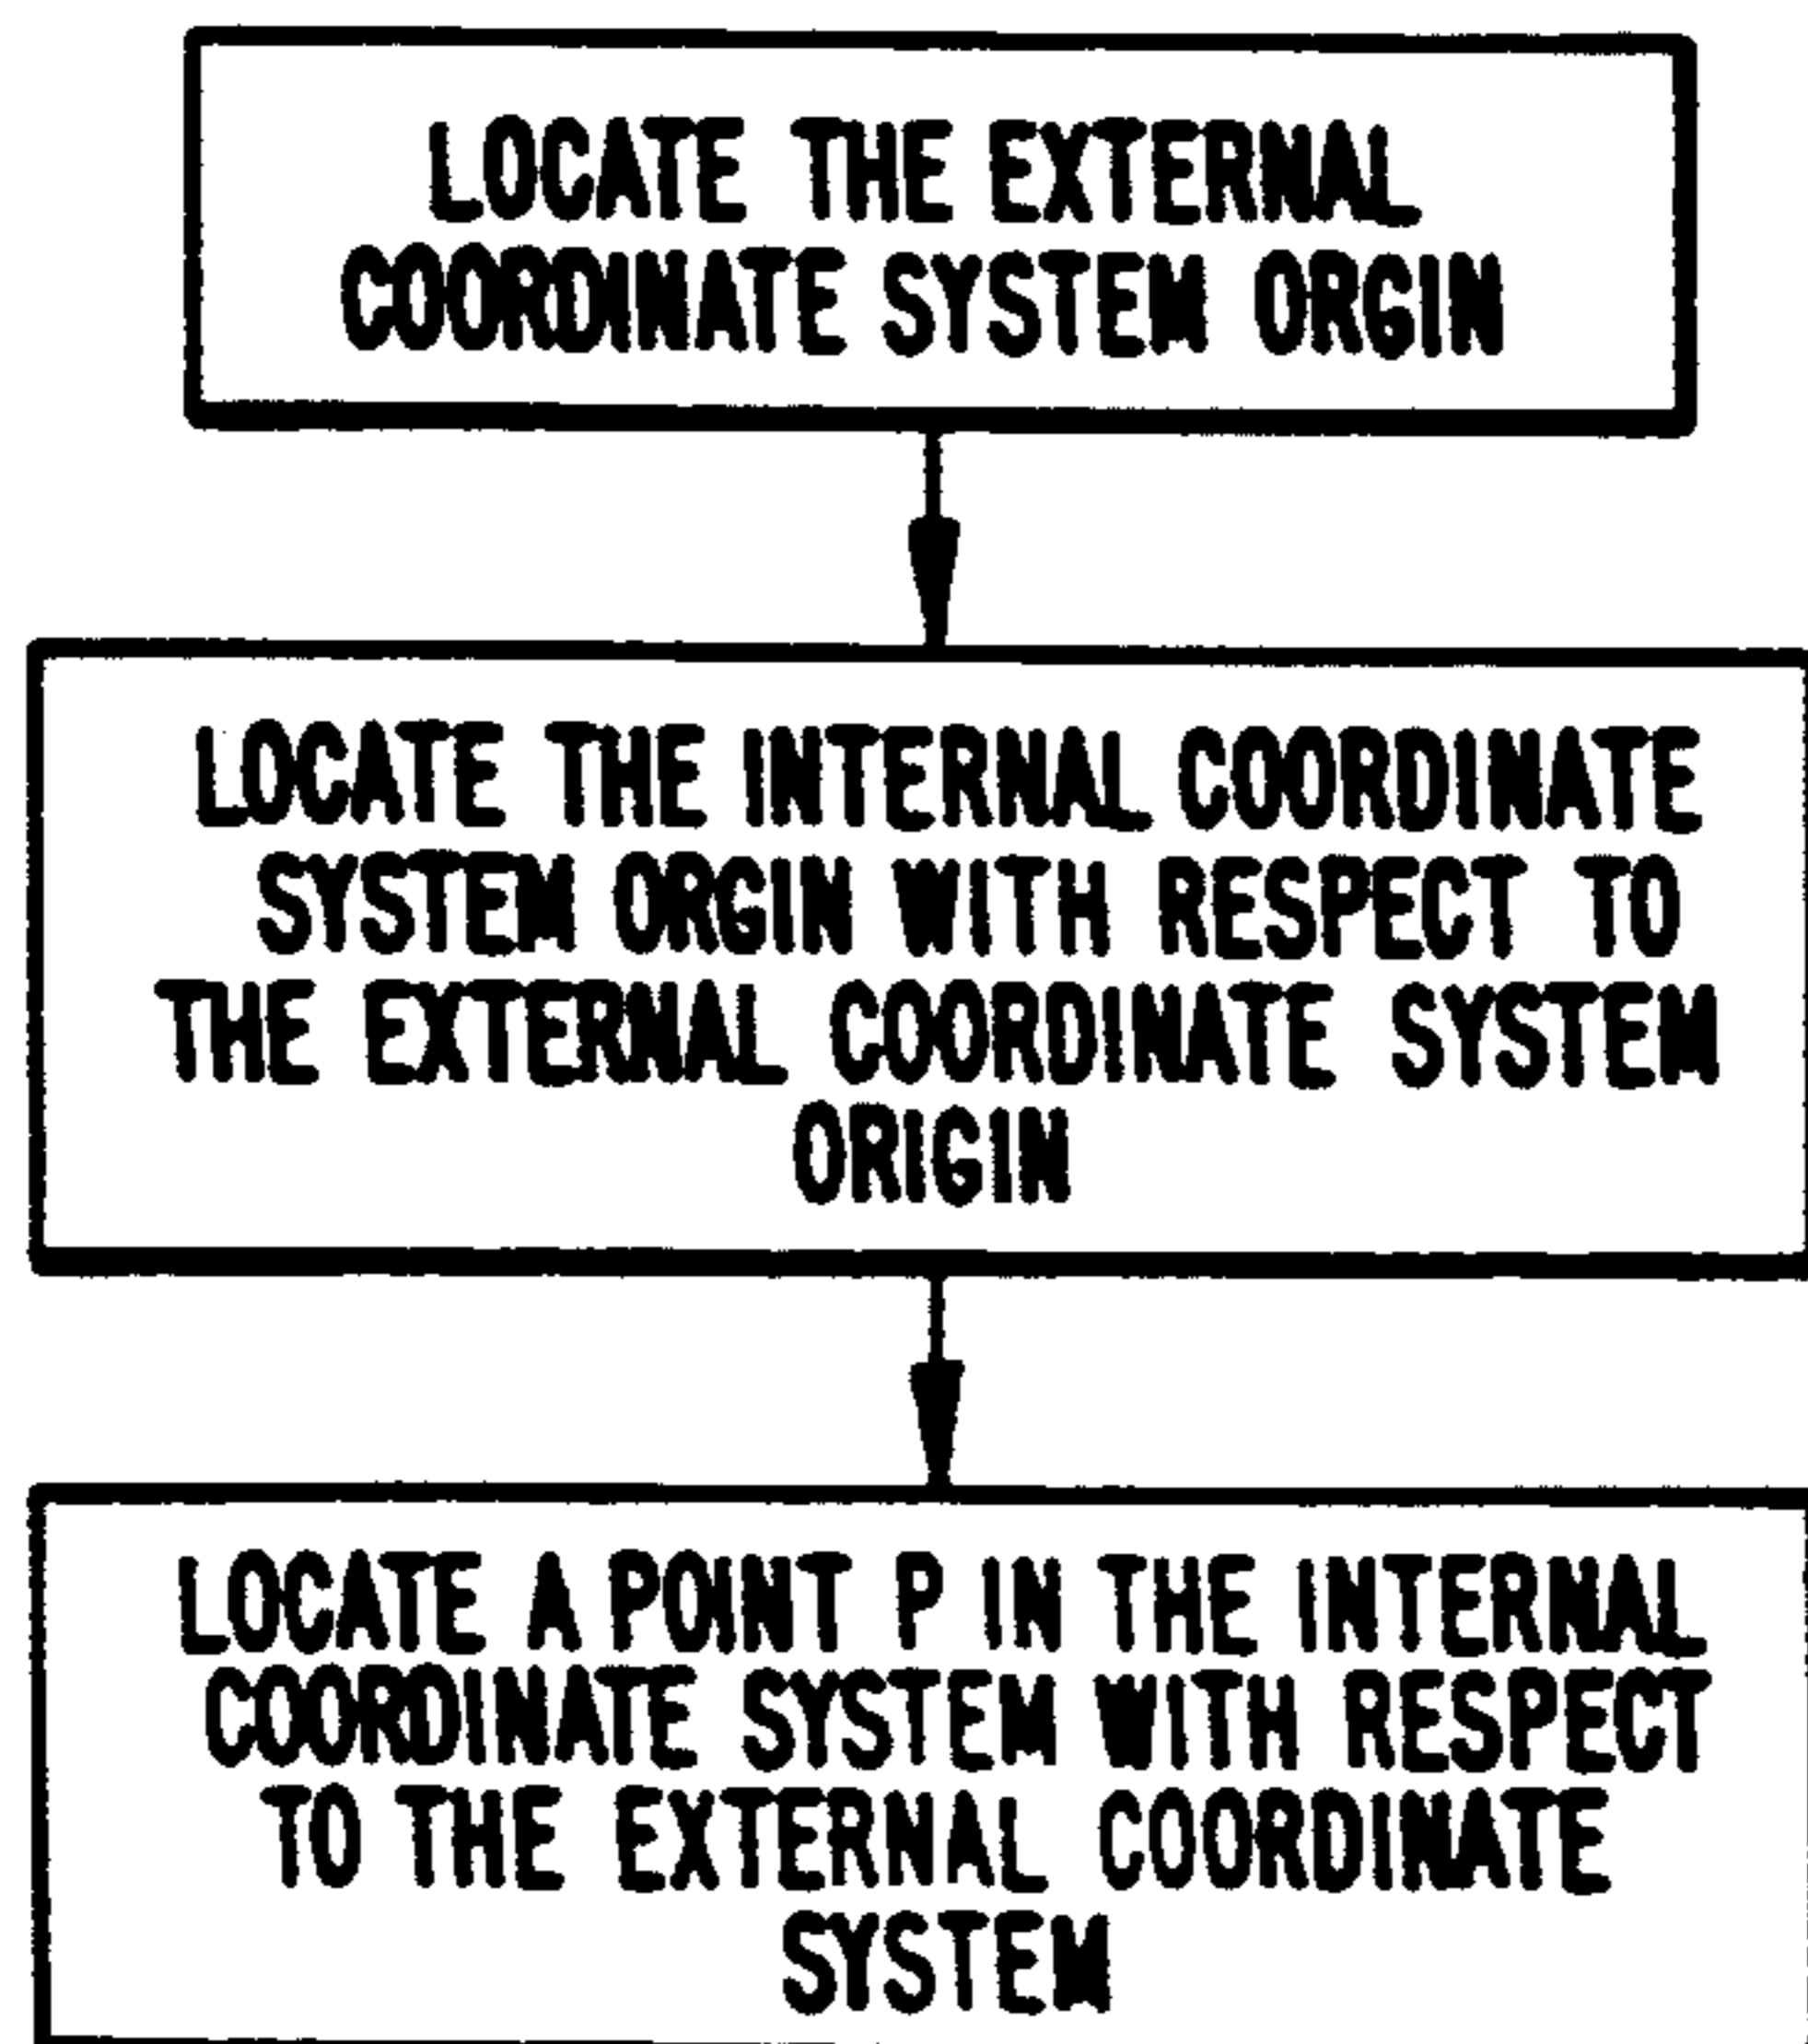 LOCATE THE EXTERNAL
COORDINATE SYSTEM ORGIN
LOCATE THE INTERNAL COORDINATE
SYSTEM ORGIN WITH RESPECT TO
THE EXTERNAL COORDINATE SYSTEM
ORIGIN
LOCATE A POINT P IN THE INTERNAL
COORDINATE SYSTEM WITH RESPECT
TO THE EXTERNAL COORDINATE
SYSTEM